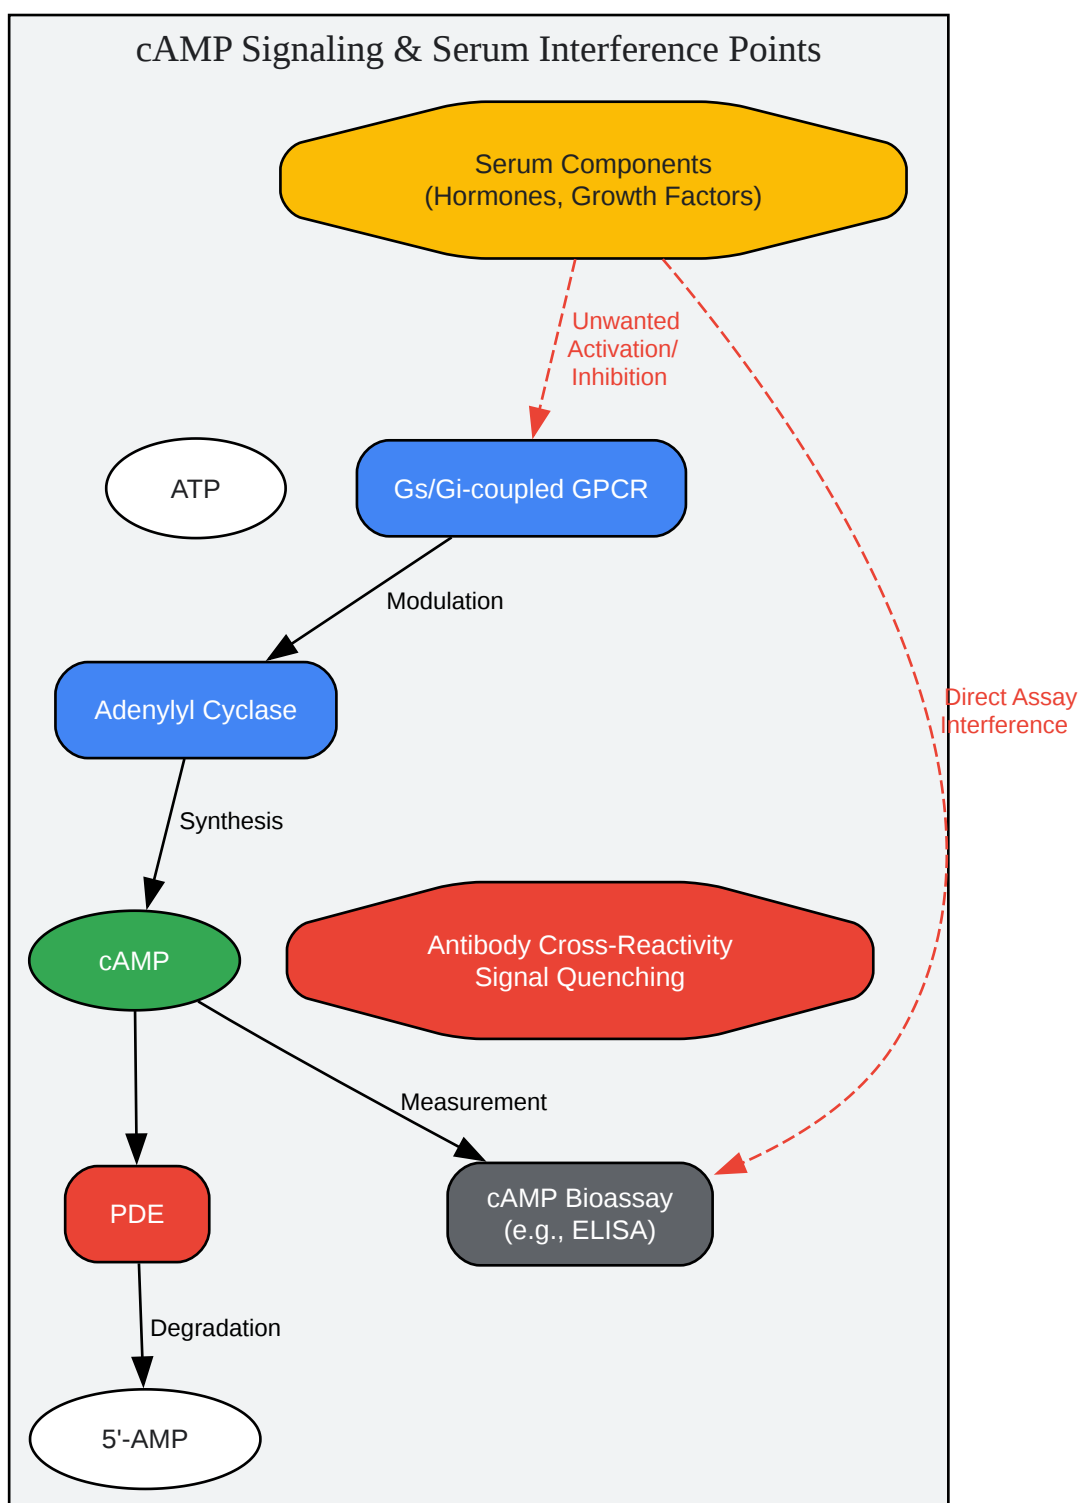 cAMP Signaling & Serum Interference Points
Serum Components
(Hormones, Growth Factors)
Unwanted
Activation/
Inhibition
ATP
Gs/Gi-coupled GPCR
Modulation
Adenylyl Cyclase
Direct Assay
Interference
Synthesis
cAMP
Antibody Cross-Reactivity
Signal Quenching
Measurement
PDE
cAMP Bioassay
(e.g., ELISA)
Degradation
5'-AMP